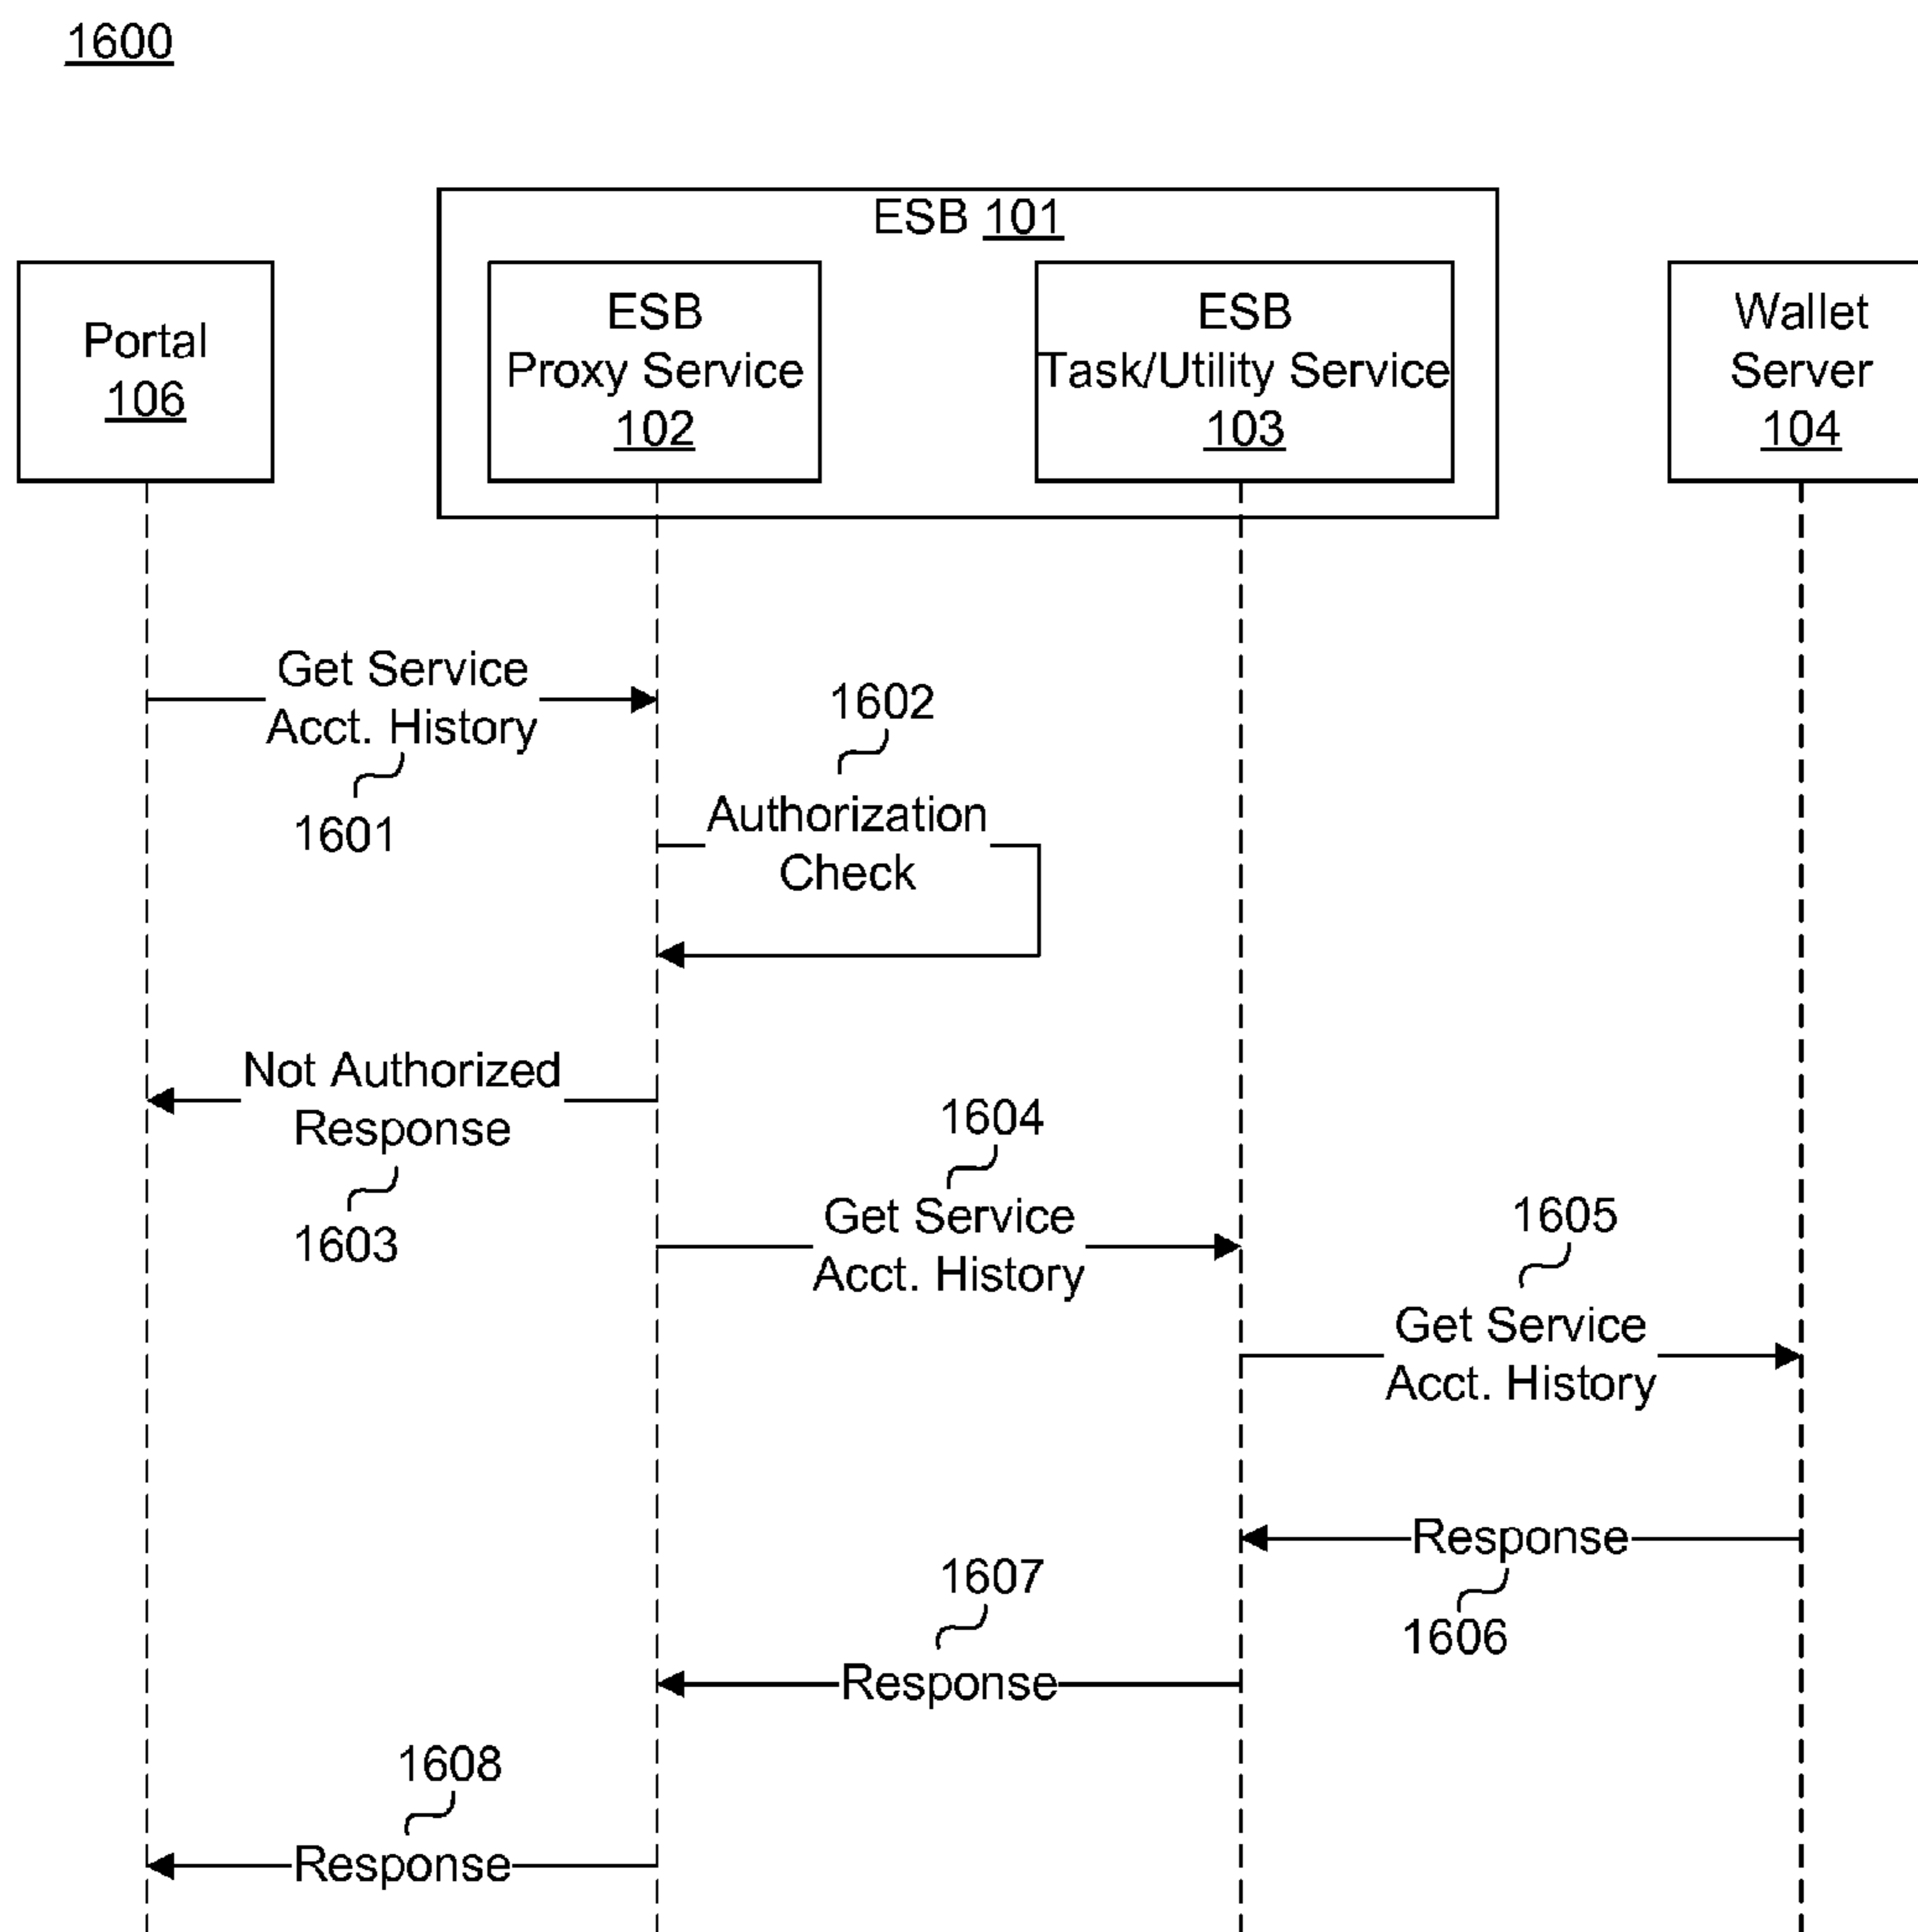 1600
ESB 101
Portal
106
ESB
Proxy Service
102
ESB
Task/Utility Service
103
Wallet
Server
104
Get Service
Acct. History
1601
1602
Authorization
Check
Not Authorized
Response
1603
1604
Get Service
Acct. History
1605
Get Service
Acct. History
Response
1606
1607
Response
1608
Response